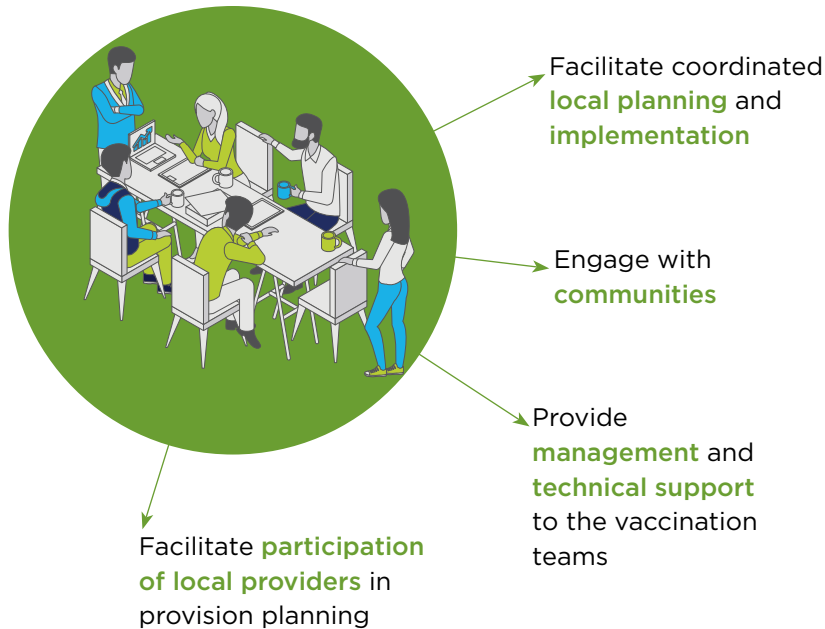 Facilitate coordinated
local planning and
implementation
Engage with
communities
Provide
management and
technical support
to the vaccination
teams
Facilitate participation
of local providers in
provision planning